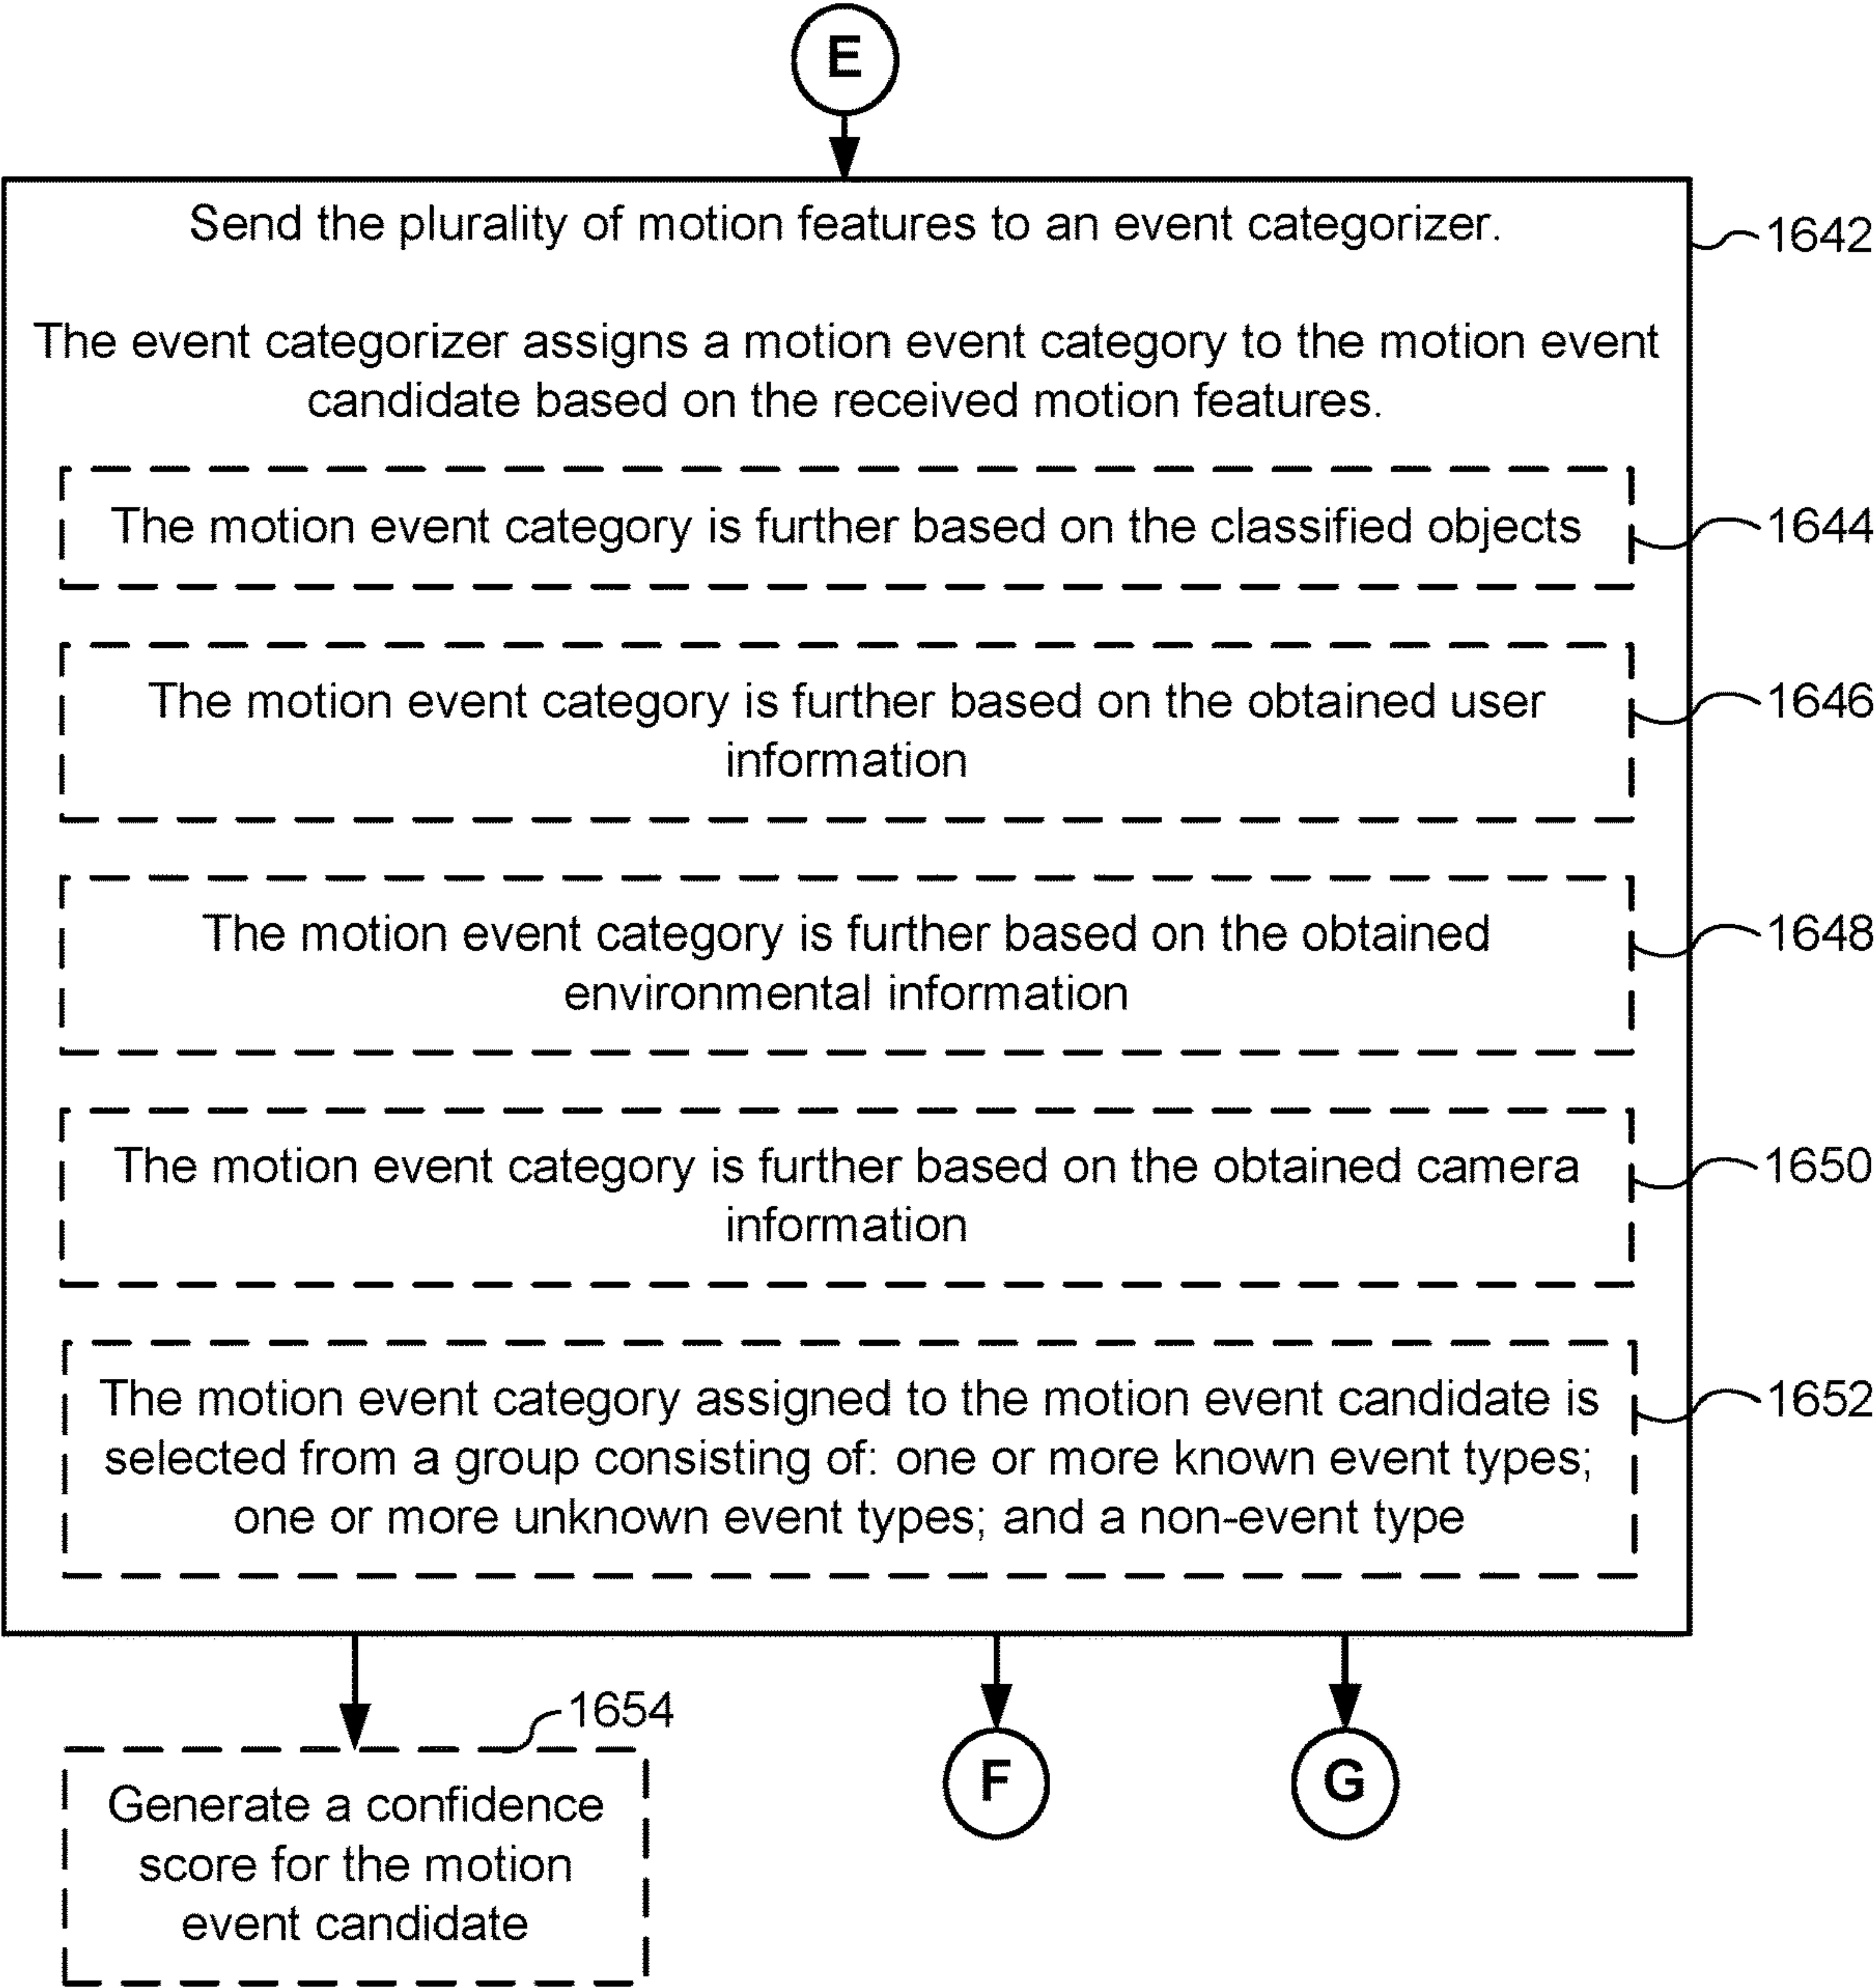 E
Send the plurality of motion features to an event categorizer.
1642
The event categorizer assigns a motion event category to the motion event
candidate based on the received motion features.
The motion event category is further based on the classified objects
1644
The motion event category is further based on the obtained user
information
1646
The motion event category is further based on the obtained
environmental information
1648
The motion event category is further based on the obtained camera
information
1650
The motion event category assigned to the motion event candidate is
selected from a group consisting of: one or more known event types;
one or more unknown event types; and a non-event type
1652
1654
Generate a confidence
score for the motion
event candidate
F
G